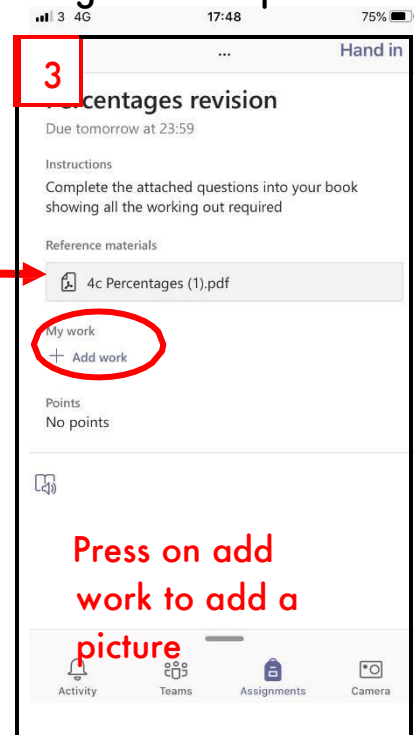 3 4G 17:48 75%
... Hand in
3
Percentages revision
Due tomorrow at 23:59
Instructions
Complete the attached questions into your book
showing all the working out required
Reference materials
4c Percentages (1).pdf
My work
+ Add work
Points
No points
Press on add
work to add a
picture
Activity Teams Assignments Camera